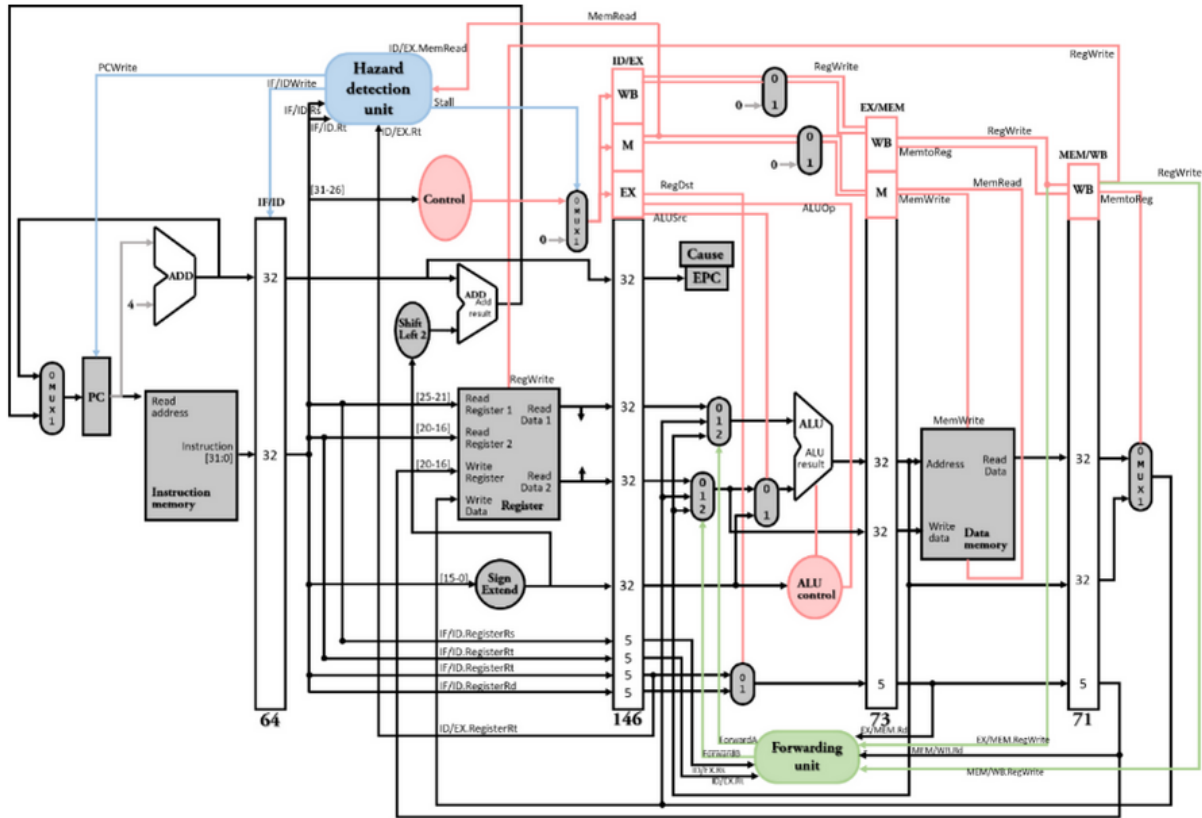 MemRead
ID/EX.MemRead
RegWrite
PCWrite
Hazard
detection
unit
ID/EX
RegWrite
IF/IDWrite
Stall
WB
0
1
0
EX/MEM
IF/ID.Rs
IF/ID.Rt
ID/EX.Rt
M
0
1
0
WB
RegWrite
MemtoReg
MEM/WB
RegWrite
[31-26]
Control
EX
RegDst
M
MemRead
MemWrite
WB
MemtoReg
IF/ID
0
M
U
X
1
0
ALUSrc
ALUOp
ADD
4
32
ADD
Add
result
32
Cause
EPC
Shift
Left 2
0
M
U
X
1
PC
Read
address
Instruction
[31:0]
Instruction
memory
32
RegWrite
[25-21]
Read
Register 1
Read
Data 1
[20-16]
Read
Register 2
[20-16]
Write
Register
Read
Data 2
Write
Data
Register
32
32
0
1
2
0
1
2
0
1
ALU
ALU
result
32
32
MemWrite
Address
Read
Data
Write
data
Data
memory
32
32
0
M
U
X
1
[15-0]
Sign
Extend
32
ALU
control
IF/ID.RegisterRs
5
IF/ID.RegisterRt
5
IF/ID.RegisterRt
5
IF/ID.RegisterRd
5
0
1
5
5
64
146
73
71
ID/EX.RegisterRt
ForwardA
ForwardB
ID/EX.Rs
ID/EX.Rt
Forwarding
unit
EX/MEM.Rd
EX/MEM.RegWrite
MEM/WB.Rd
MEM/WB.RegWrite